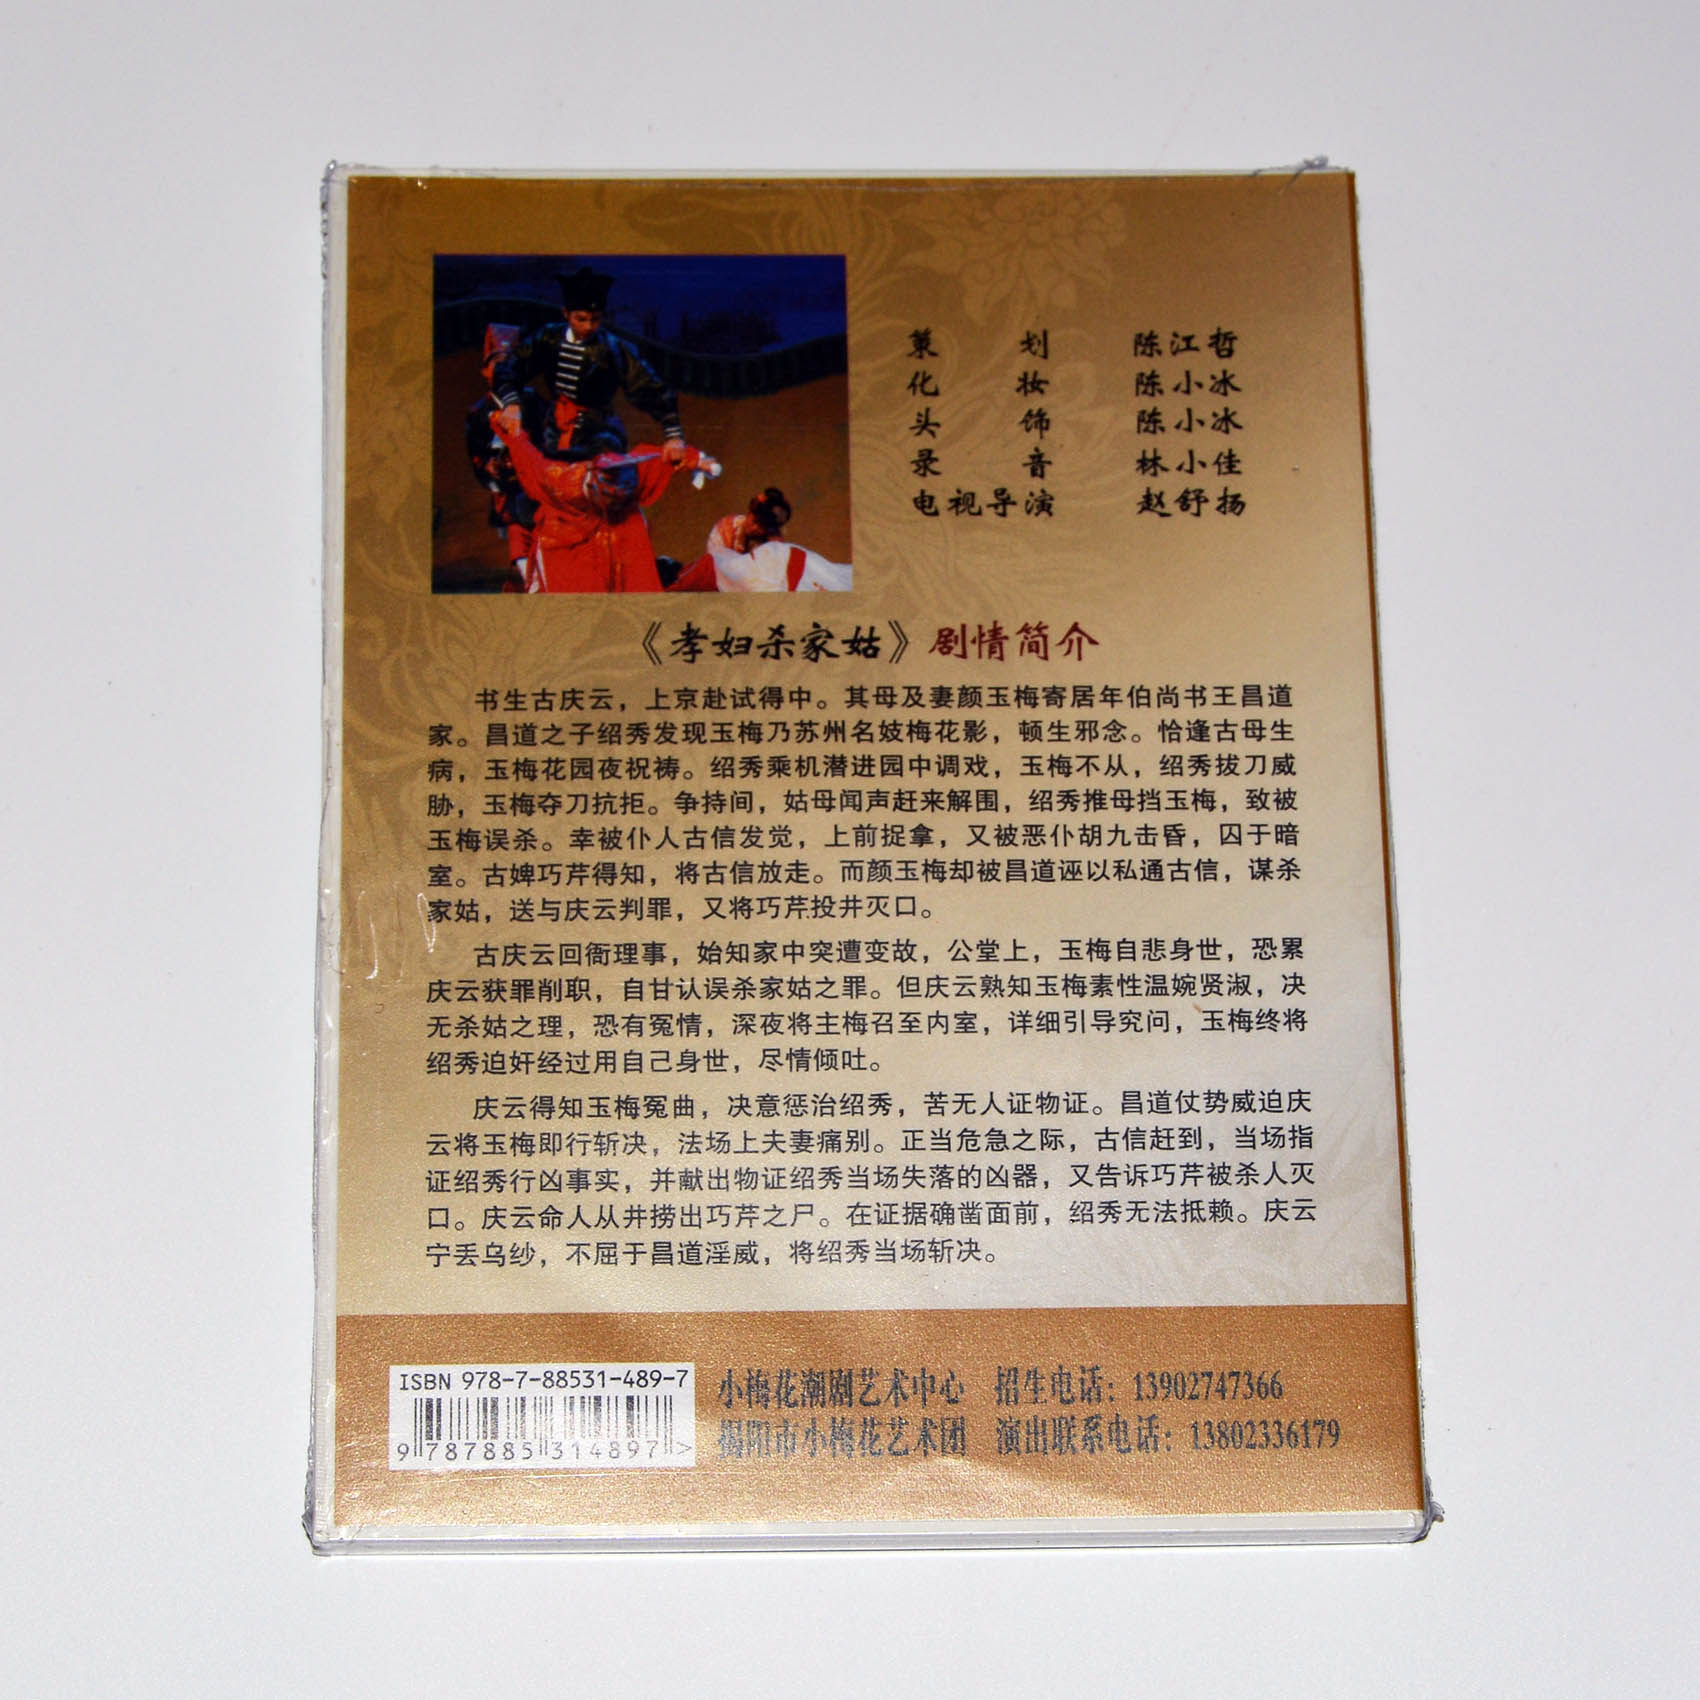 策划 陈江哲
化妆 陈小冰
头饰 陈小冰
录音 林小佳
电视导演 赵舒扬
《孝妇杀家姑》剧情简介
书生古庆云，上京赴试得中。其母及妻颜玉梅寄居年伯尚书王昌道
家。昌道之子绍秀发现玉梅乃苏州名妓梅花影，顿生邪念。恰逢古母生
病，玉梅花园夜祝祷。绍秀乘机潜进园中调戏，玉梅不从，绍秀拔刀威
胁，玉梅夺刀抗拒。争持间，姑母闻声赶来解围，绍秀推母挡玉梅，致被
玉梅误杀。幸被仆人古信发觉，上前捉拿，又被恶仆胡九击昏，囚于暗
室。古婢巧芹得知，将古信放走。而颜玉梅却被昌道诬以私通古信，谋杀
家姑，送与庆云判罪，又将巧芹投井灭口。
古庆云回衙理事，始知家中突遭变故，公堂上，玉梅自悲身世，恐累
庆云获罪削职，自甘认误杀家姑之罪。但庆云熟知玉梅素性温婉贤淑，决
无杀姑之理，恐有冤情，深夜将主梅召至内室，详细引导究问，玉梅终将
绍秀迫奸经过用自己身世，尽情倾吐。
庆云得知玉梅冤曲，决意惩治绍秀，苦无人证物证。昌道仗势威迫庆
云将玉梅即行斩决，法场上夫妻痛别。正当危急之际，古信赶到，当场指
证绍秀行凶事实，并献出物证绍秀当场失落的凶器，又告诉巧芹被杀人灭
口。庆云命人从井捞出巧芹之尸。在证据确凿面前，绍秀无法抵赖。庆云
宁丢乌纱，不屈于昌道淫威，将绍秀当场斩决。
ISBN 978-7-88531-489-7
9 787885 314897 >
小梅花潮剧艺术中心 招生电话：13902747366
揭阳市小梅花艺术团 演出联系电话：13802336179